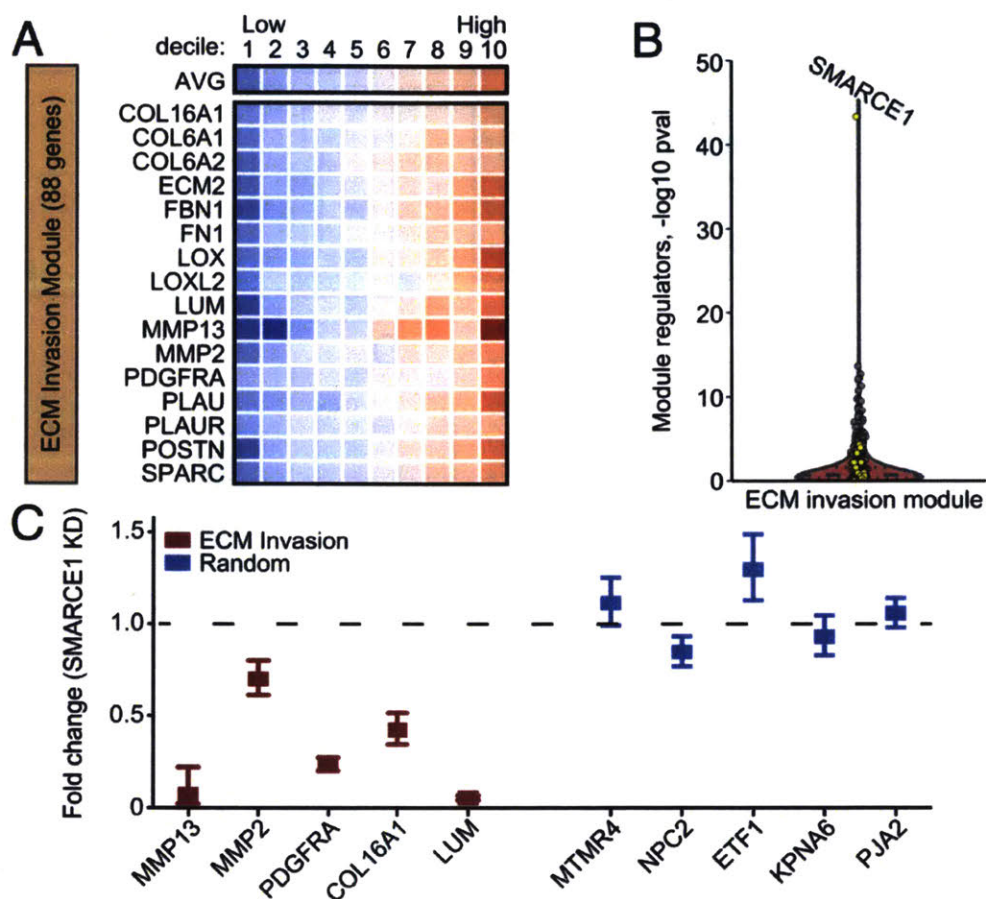 A
Low High
decile: 1 2 3 4 5 6 7 8 9 10
ECM Invasion Module (88 genes)
AVG
COL16A1
COL6A1
COL6A2
ECM2
FBN1
FN1
LOX
LOXL2
LUM
MMP13
MMP2
PDGFRA
PLAU
PLAUR
POSTN
SPARC
B
Module regulators, -log10 pval
50
40
30
20
10
0
SMARCE1
ECM invasion module
C
Fold change (SMARCE1 KD)
1.5
1.0
0.5
0
ECM Invasion
Random
MMP13
MMP2
PDGFRA
COL16A1
LUM
MTMR4
NPC2
ETF1
KPNA6
PJA2